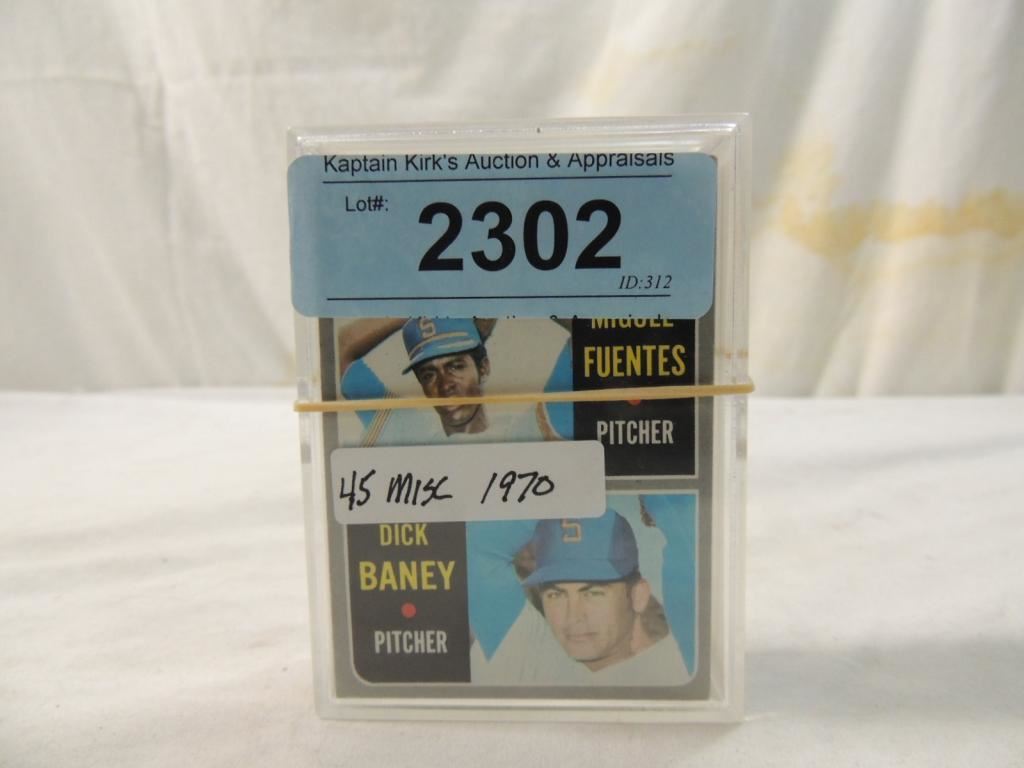 Kaptain Kirk's Auction & Appraisals
Lot#:
2302
ID:312
S
MIGUEL
FUENTES
PITCHER
45 MISC 1970
S
DICK
BANEY
PITCHER